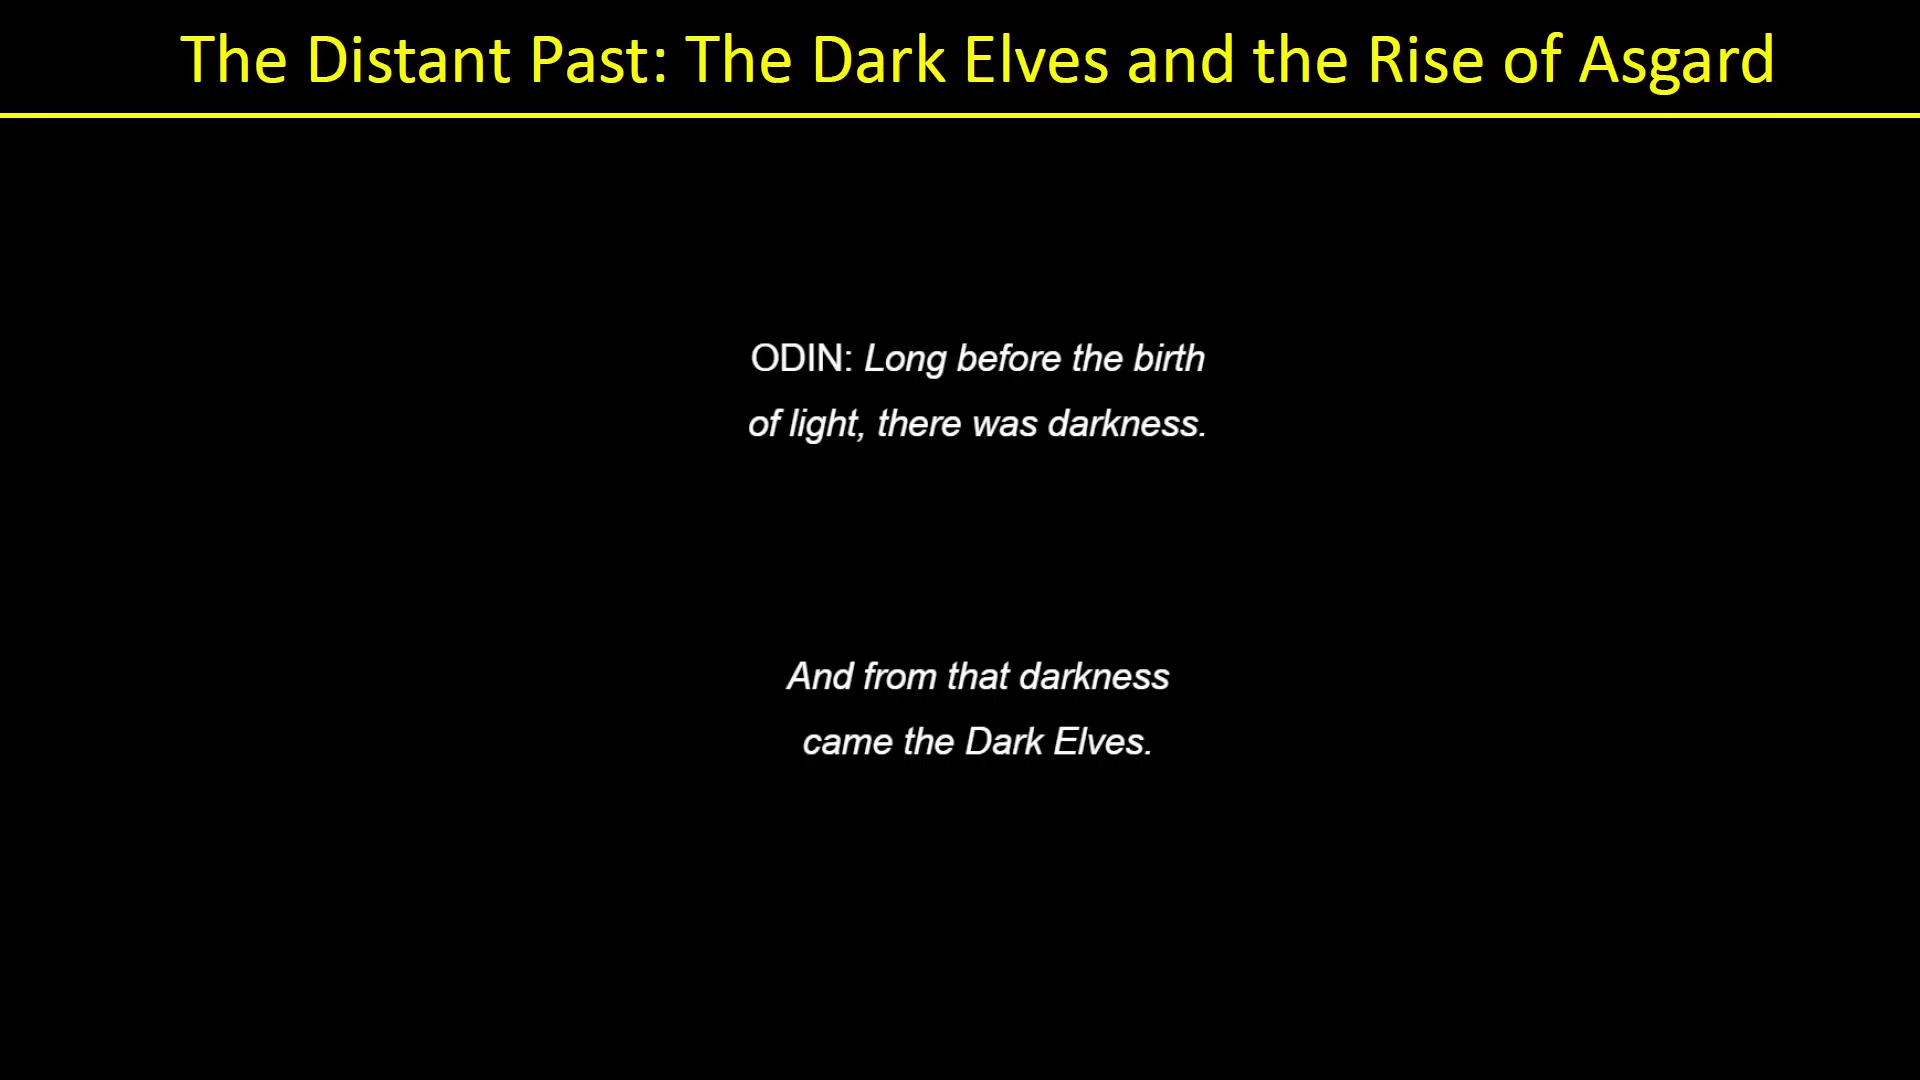 The Distant Past: The Dark Elves and the Rise of Asgard
ODIN: Long before the birth
of light, there was darkness.
And from that darkness
came the Dark Elves.